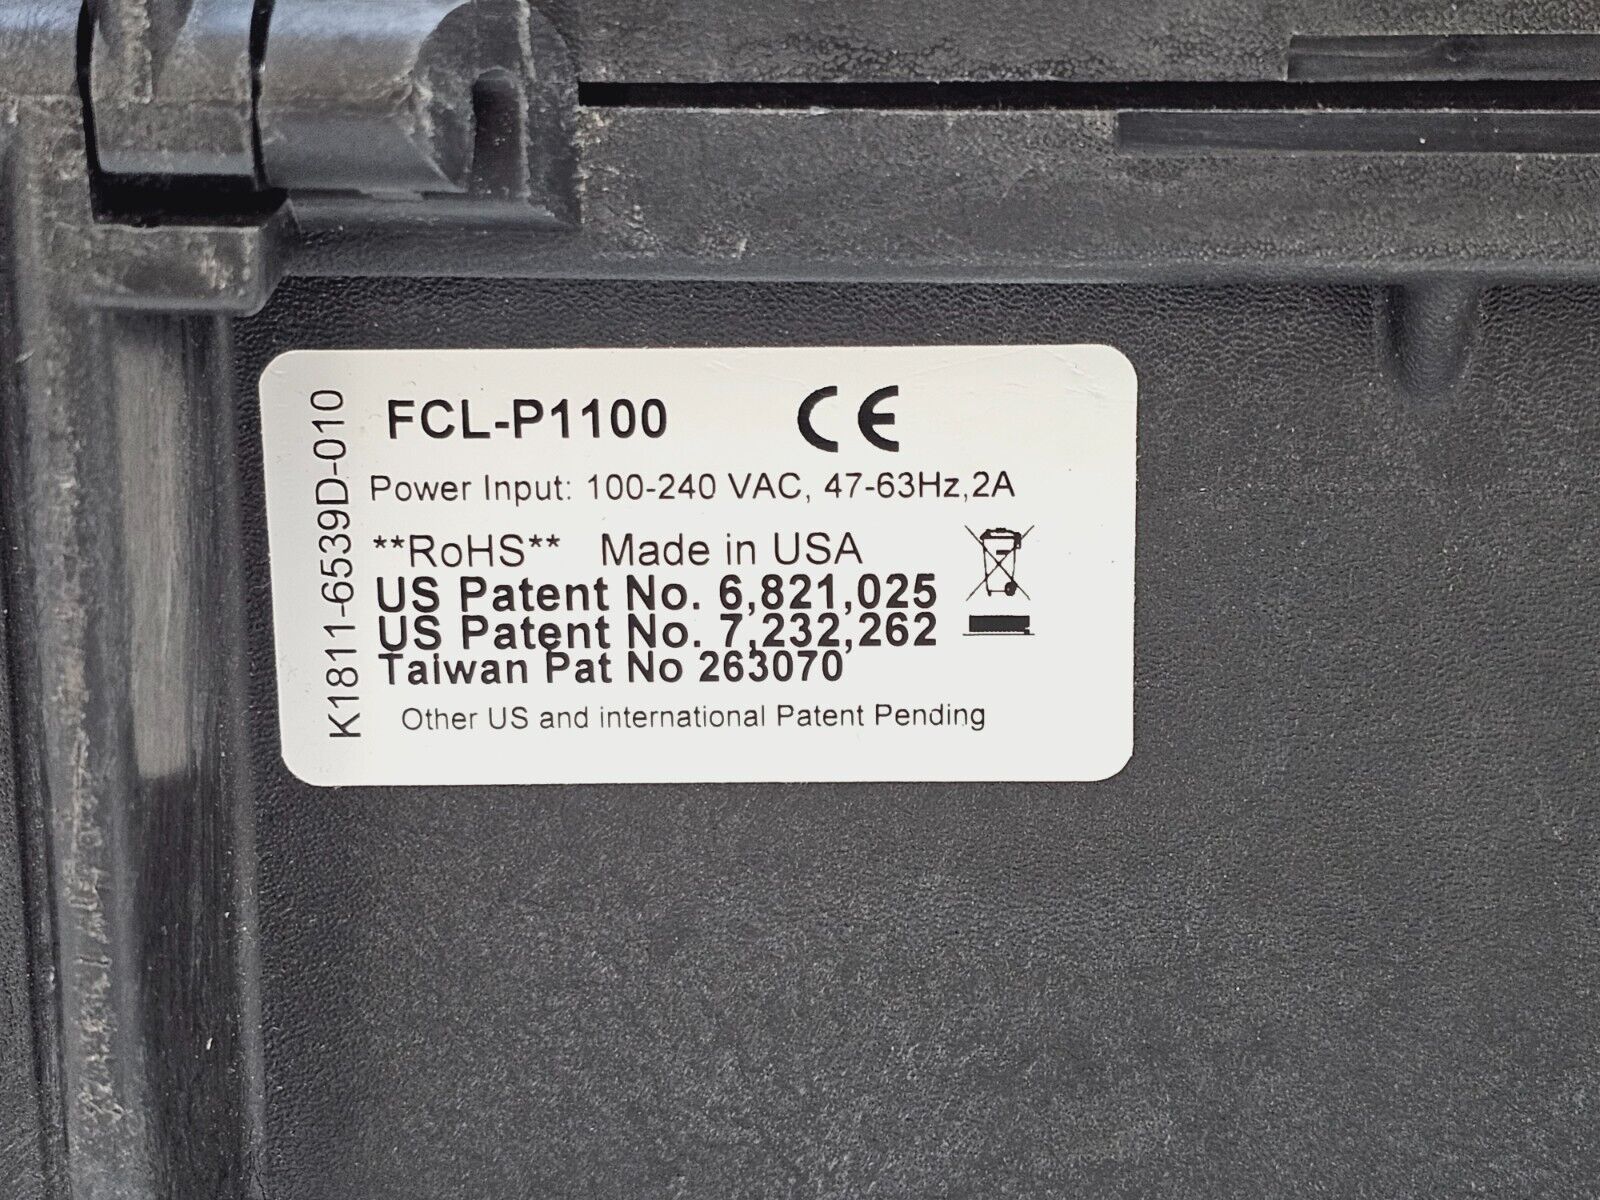 FCL-P1100 CE
Power Input: 100-240 VAC, 47-63Hz,2A
**RoHS** Made in USA
US Patent No. 6,821,025
US Patent No. 7,232,262
Taiwan Pat No 263070
Other US and international Patent Pending
K1811-6539D-010